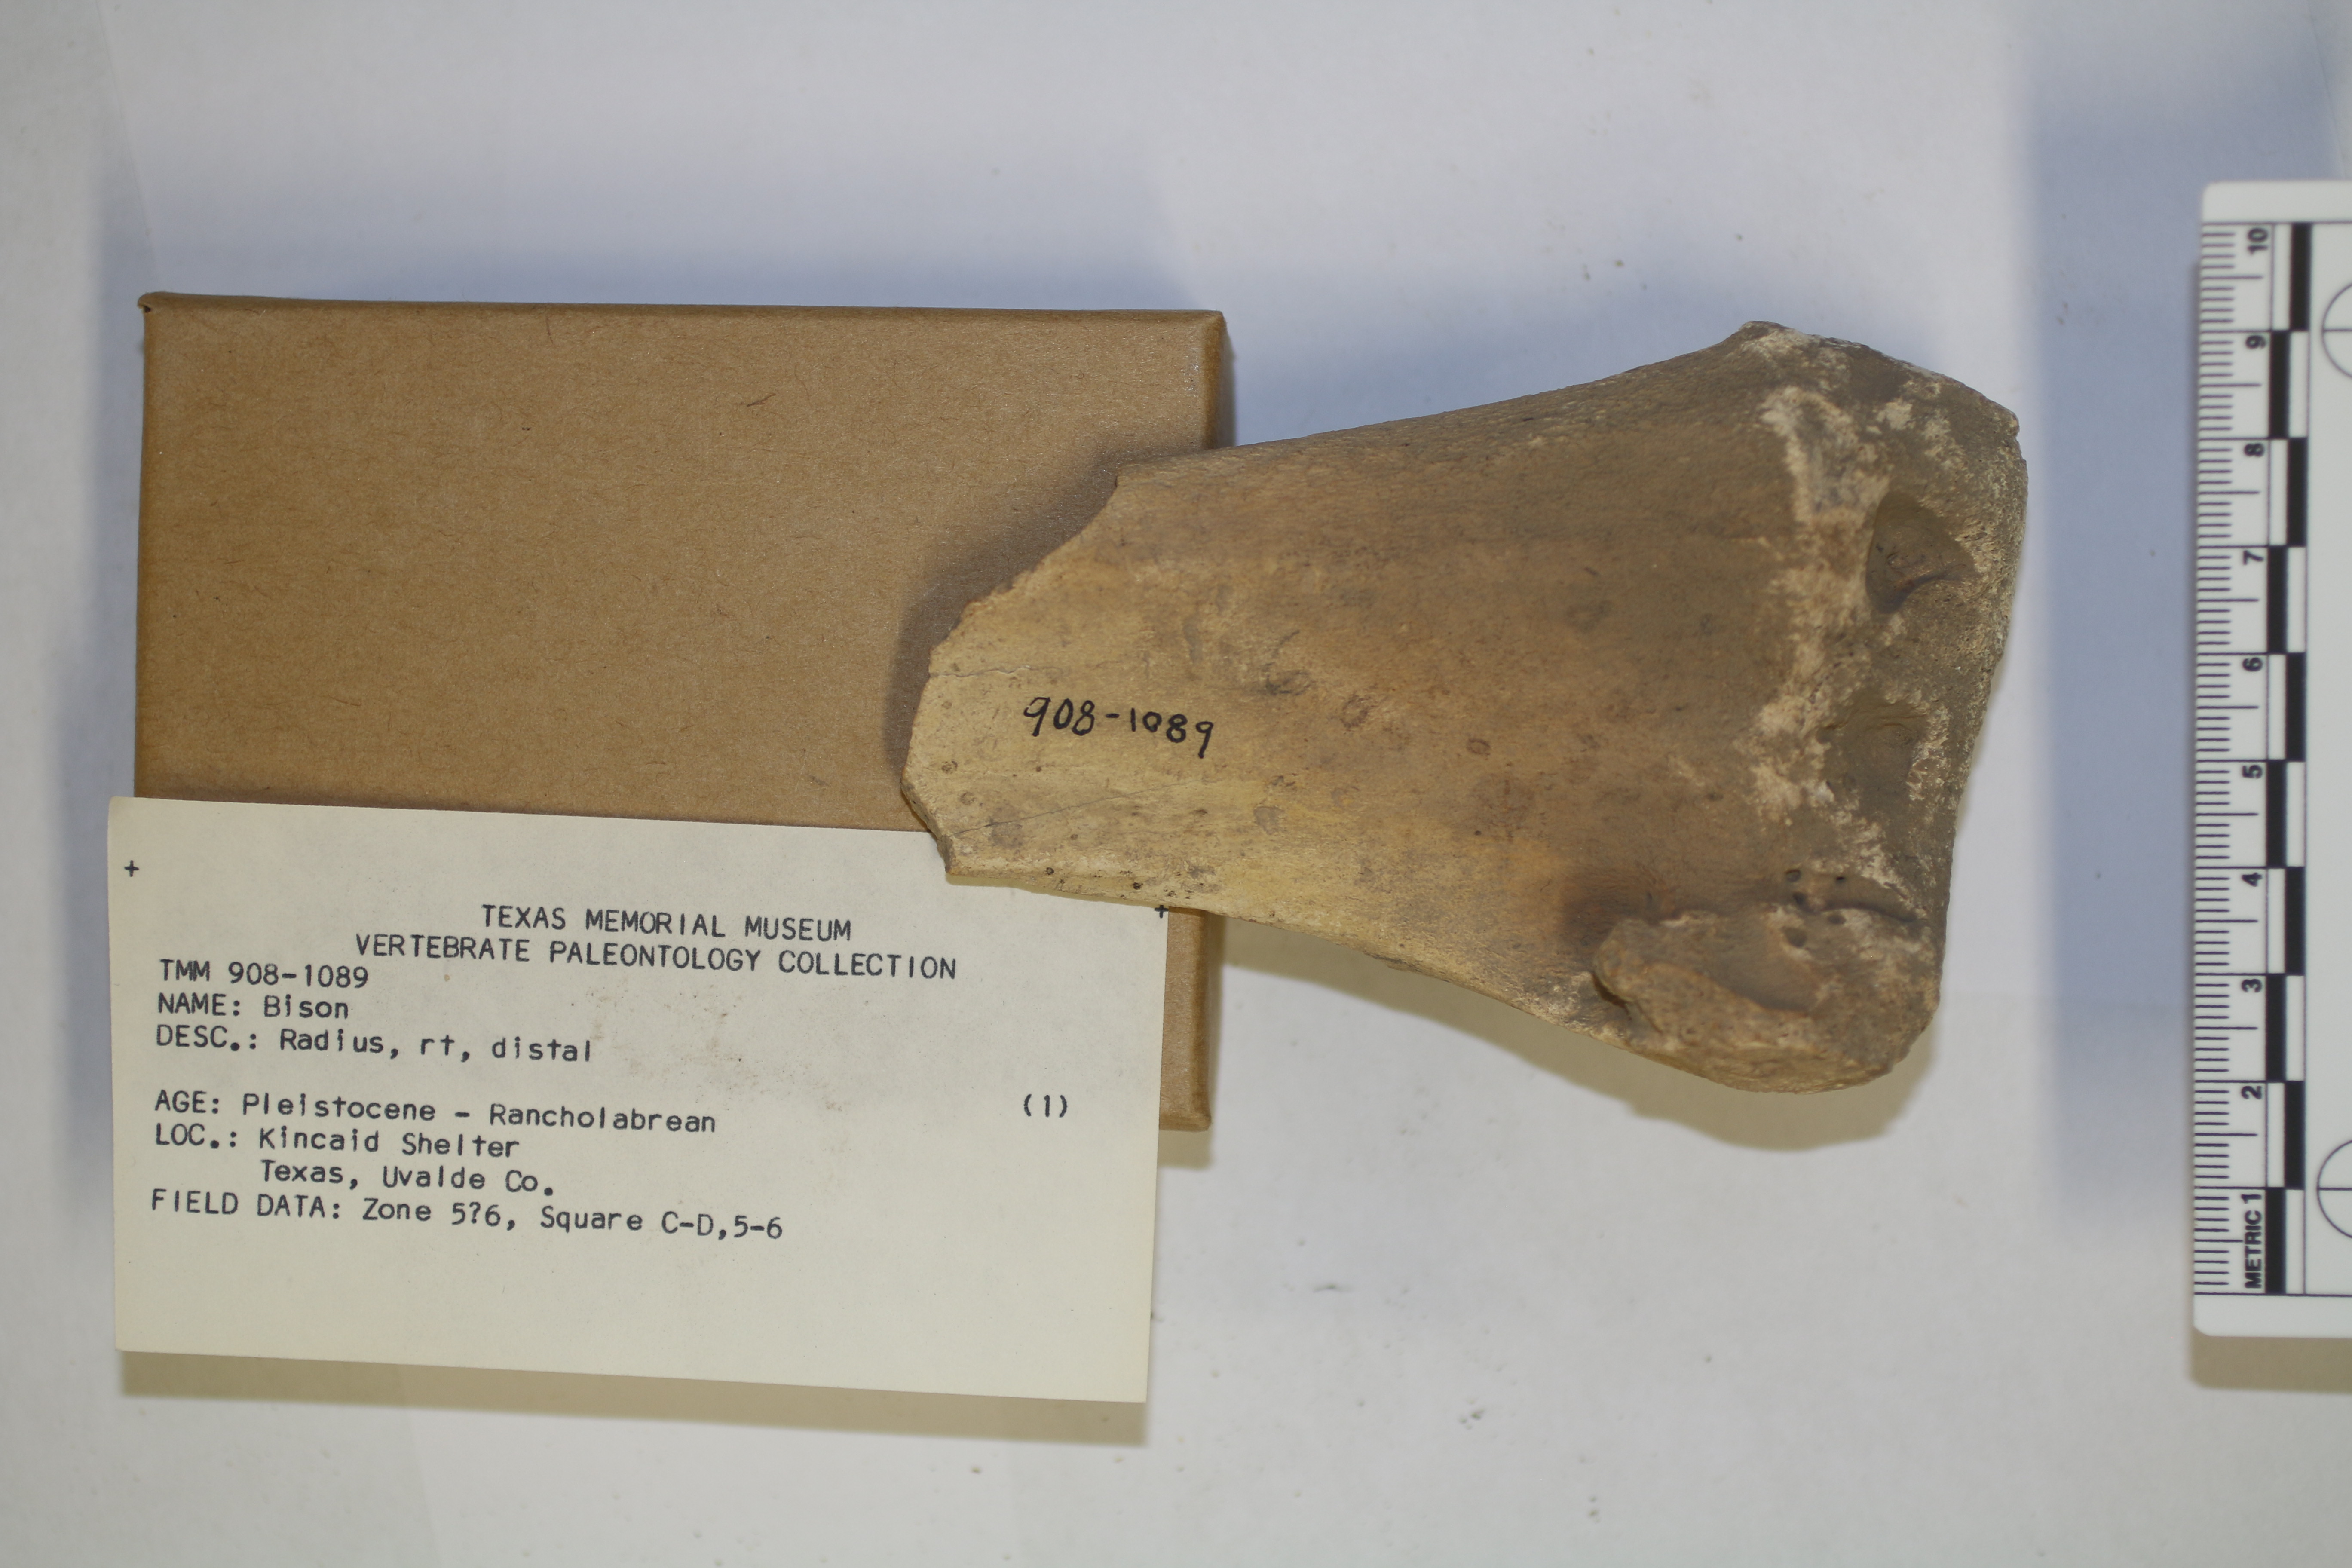 +
TEXAS MEMORIAL MUSEUM
VERTEBRATE PALEONTOLOGY COLLECTION
TMM 908-1089
NAME: Bison
DESC.: Radius, rt, distal
(1)
AGE: Pleistocene - Rancholabrean
LOC.: Kincaid Shelter
Texas, Uvalde Co.
FIELD DATA: Zone 5?6, Square C-D,5-6
+
908-1089
METRIC 1 2 3 4 5 6 7 8 9 10